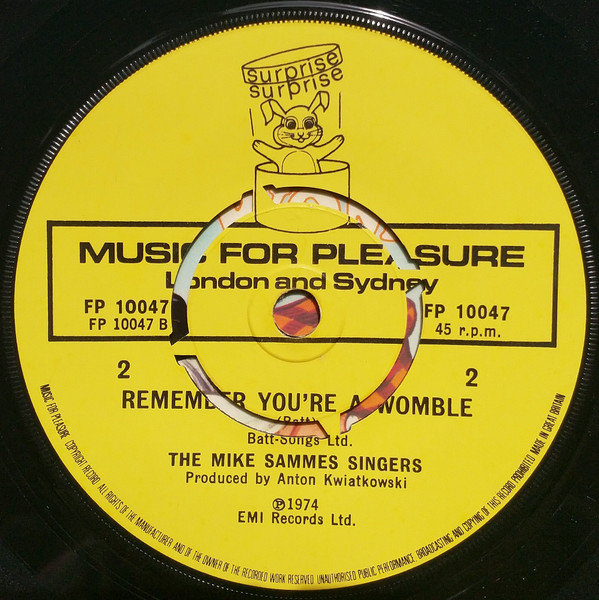 surprise
surprise
MUSIC FOR PLEASURE
London and Sydney
FP 10047
FP 10047 B
FP 10047
45 r.p.m.
2
2
REMEMBER YOU'RE A WOMBLE
(Batt)
Batt-Songs Ltd.
THE MIKE SAMMES SINGERS
Produced by Anton Kwiatkowski
℗1974
EMI Records Ltd.
MUSIC FOR PLEASURE COPYRIGHT RECORD. ALL RIGHTS OF THE MANUFACTURER AND OF THE OWNER OF THE RECORDED WORK RESERVED. UNAUTHORISED PUBLIC PERFORMANCE, BROADCASTING AND COPYING OF THIS RECORD PROHIBITED. MADE IN GREAT BRITAIN